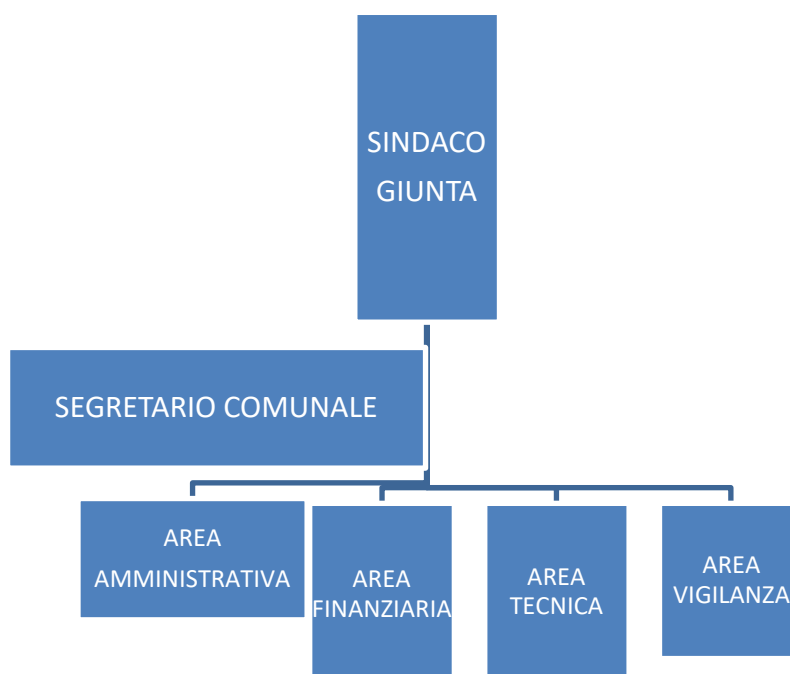 SINDACO
GIUNTA
SEGRETARIO COMUNALE
AREA
AMMINISTRATIVA
AREA
FINANZIARIA
AREA
TECNICA
AREA
VIGILANZA